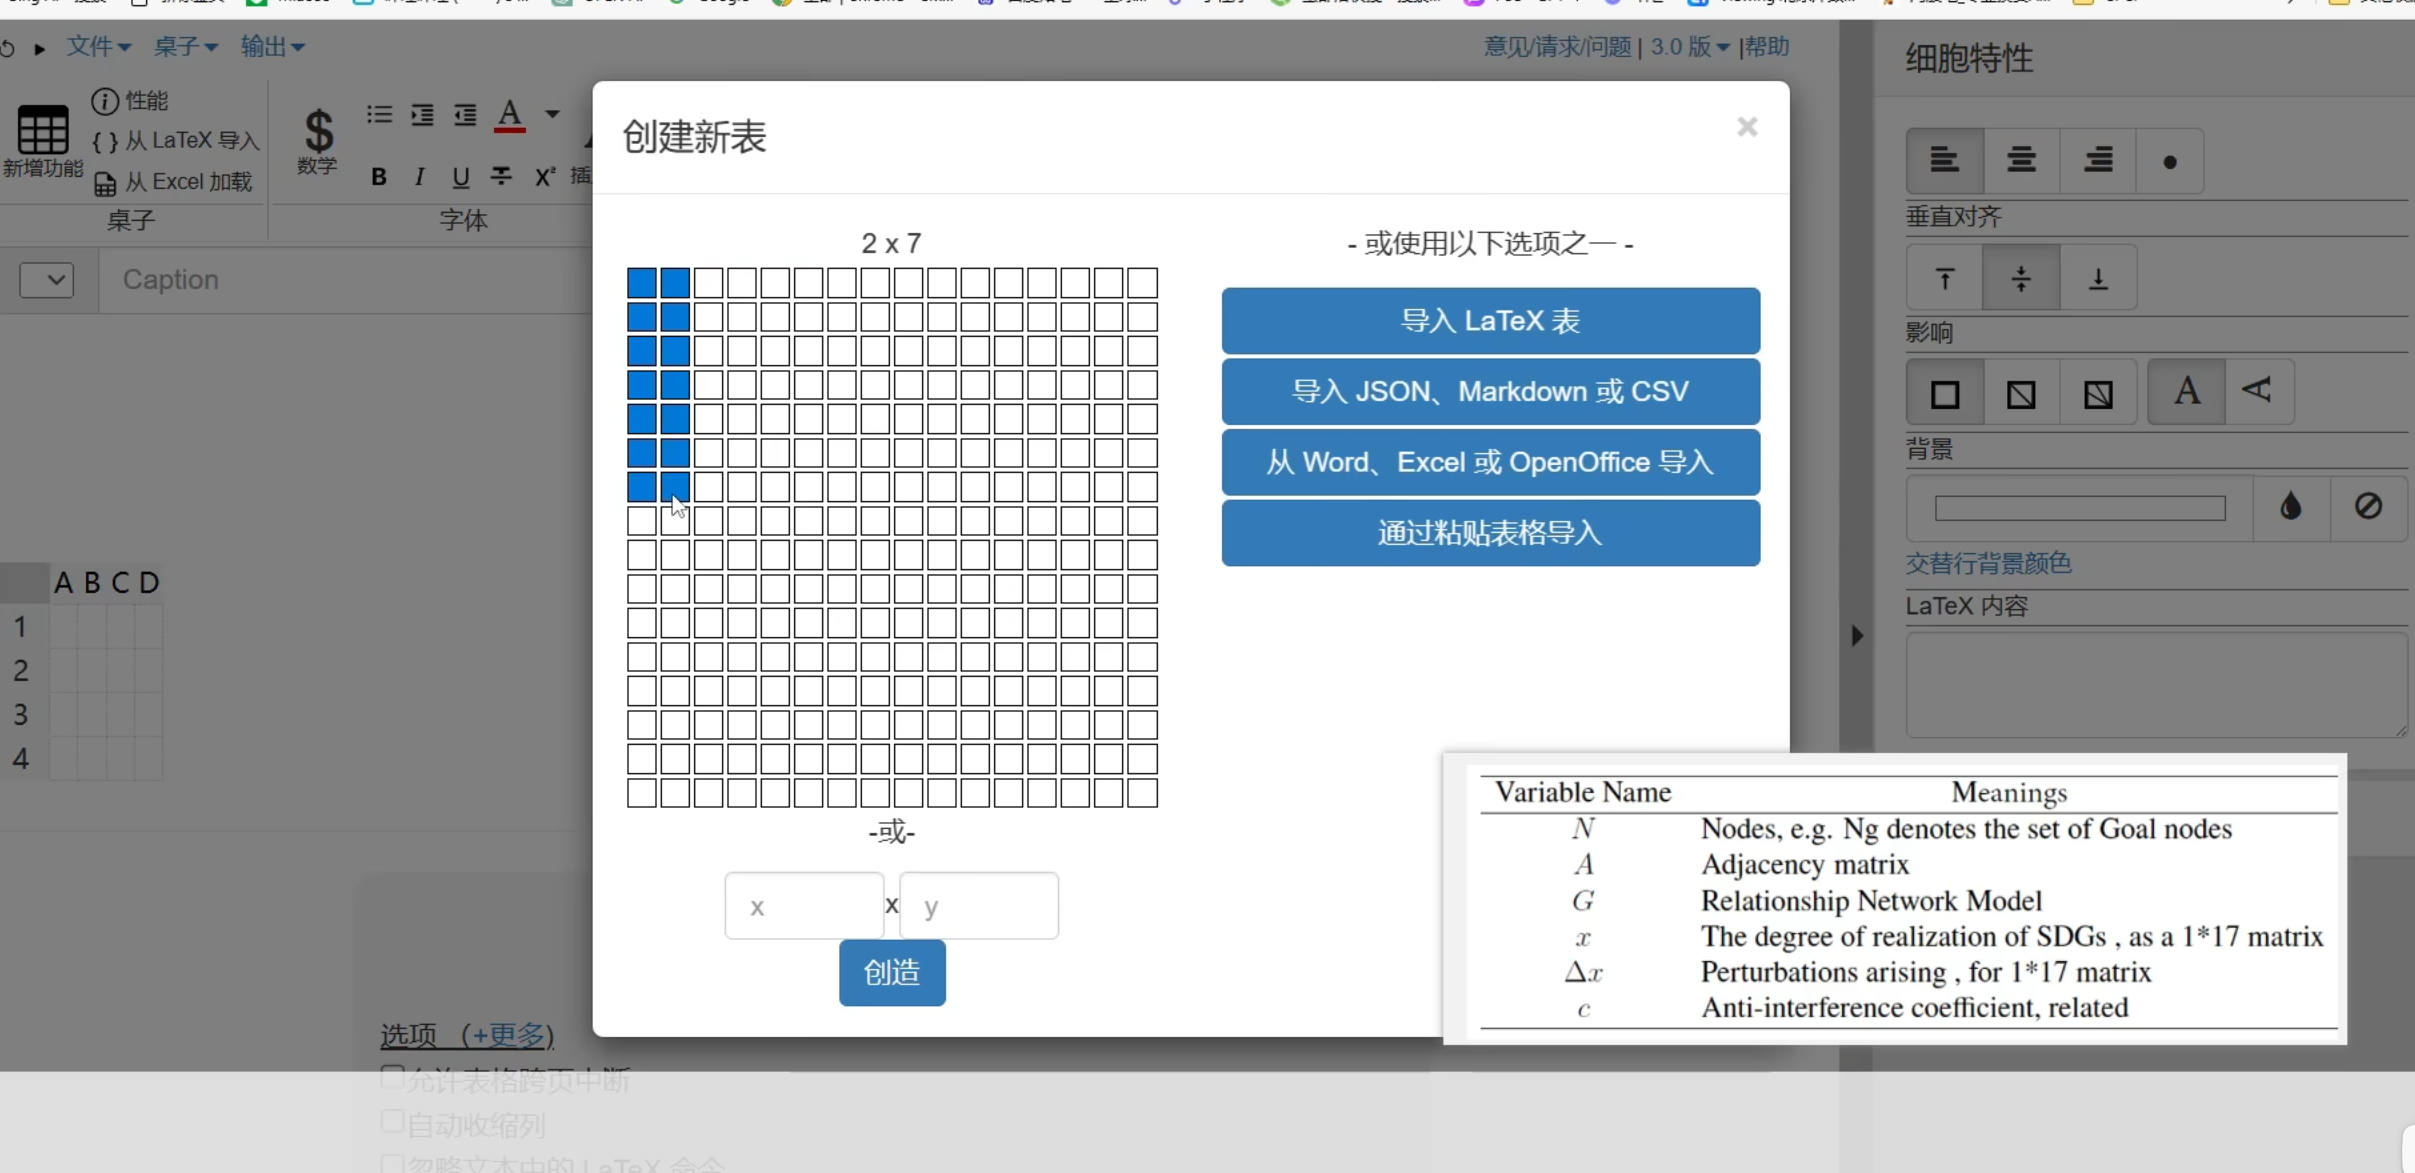 文件 桌子 输出
意见/请求/问题 | 3.0 版 |帮助
新增功能
性能
{ } 从 LaTeX 导入
从 Excel 加载
桌子
$
数学
A
B I U X²
字体
Caption
A B C D
1
2
3
4
选项 (+更多)
允许表格跨页中断
自动收缩列
忽略文本中的 LaTeX 命令
创建新表
×
2 x 7
-或-
x x y
创造
- 或使用以下选项之一 -
导入 LaTeX 表
导入 JSON、Markdown 或 CSV
从 Word、Excel 或 OpenOffice 导入
通过粘贴表格导入
细胞特性
垂直对齐
影响
A A
背景
交替行背景颜色
LaTeX 内容
Variable Name Meanings
N Nodes, e.g. Ng denotes the set of Goal nodes
A Adjacency matrix
G Relationship Network Model
x The degree of realization of SDGs , as a 1*17 matrix
Δx Perturbations arising , for 1*17 matrix
c Anti-interference coefficient, related